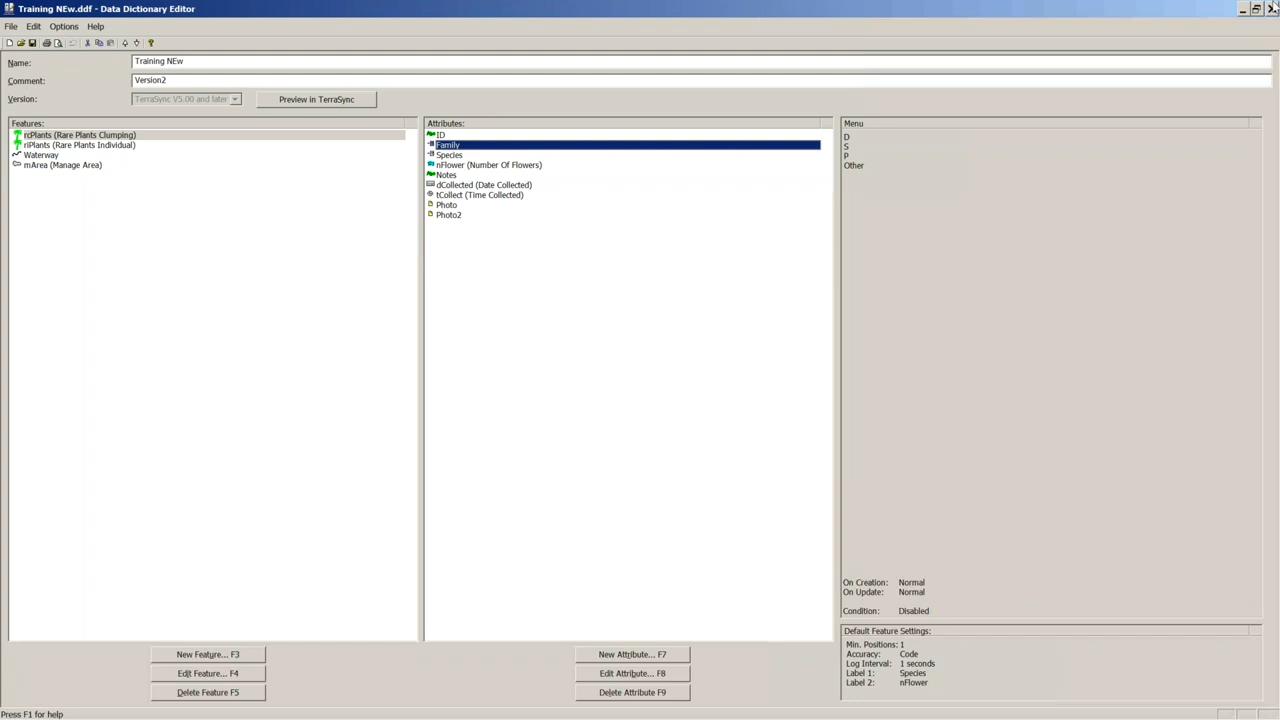 Training NEw.ddf - Data Dictionary Editor
File Edit Options Help
Name: Training NEw
Comment: Version2
Version: TerraSync V5.00 and later Preview in TerraSync
Features:
rcPlants (Rare Plants Clumping)
rIPlants (Rare Plants Individual)
Waterway
mArea (Manage Area)
Attributes:
ID
Family
Species
nFlower (Number Of Flowers)
Notes
dCollected (Date Collected)
tCollect (Time Collected)
Photo
Photo2
Menu
D
S
P
Other
On Creation: Normal
On Update: Normal
Condition: Disabled
Default Feature Settings:
Min. Positions: 1
Accuracy: Code
Log Interval: 1 seconds
Label 1: Species
Label 2: nFlower
New Feature... F3
Edit Feature... F4
Delete Feature F5
New Attribute... F7
Edit Attribute... F8
Delete Attribute F9
Press F1 for help